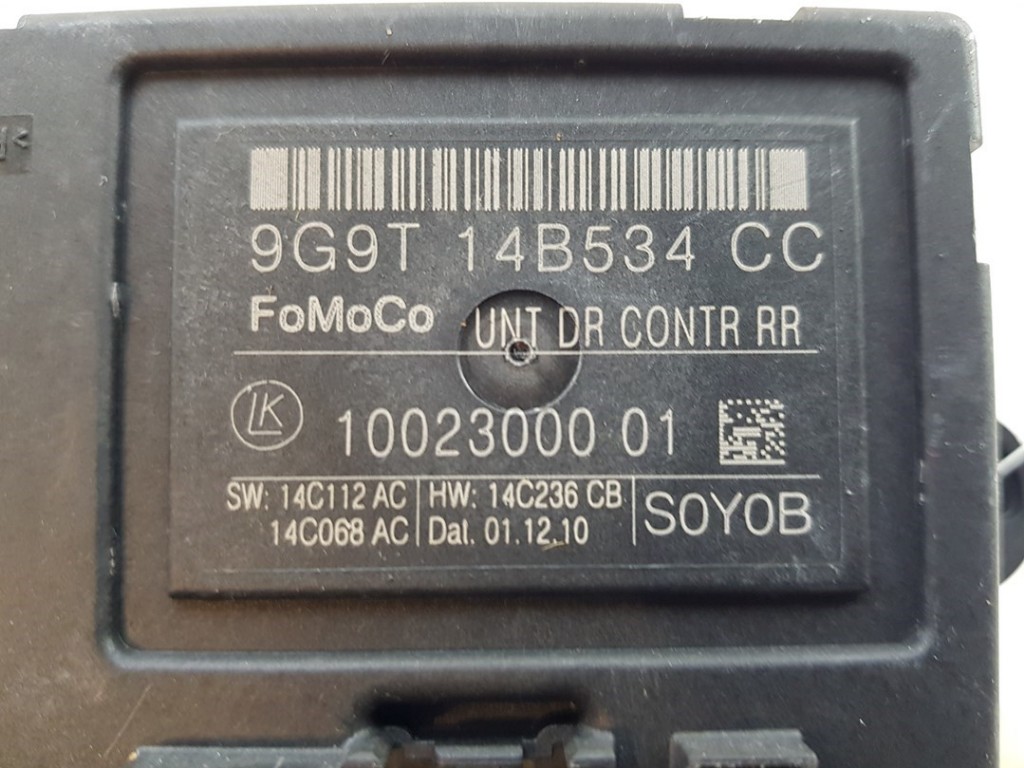 9G9T 14B534 CC
FoMoCo UNT DR CONTR RR
LK 10023000 01
SW: 14C112 AC HW: 14C236 CB S0Y0B
14C068 AC Dat. 01.12.10